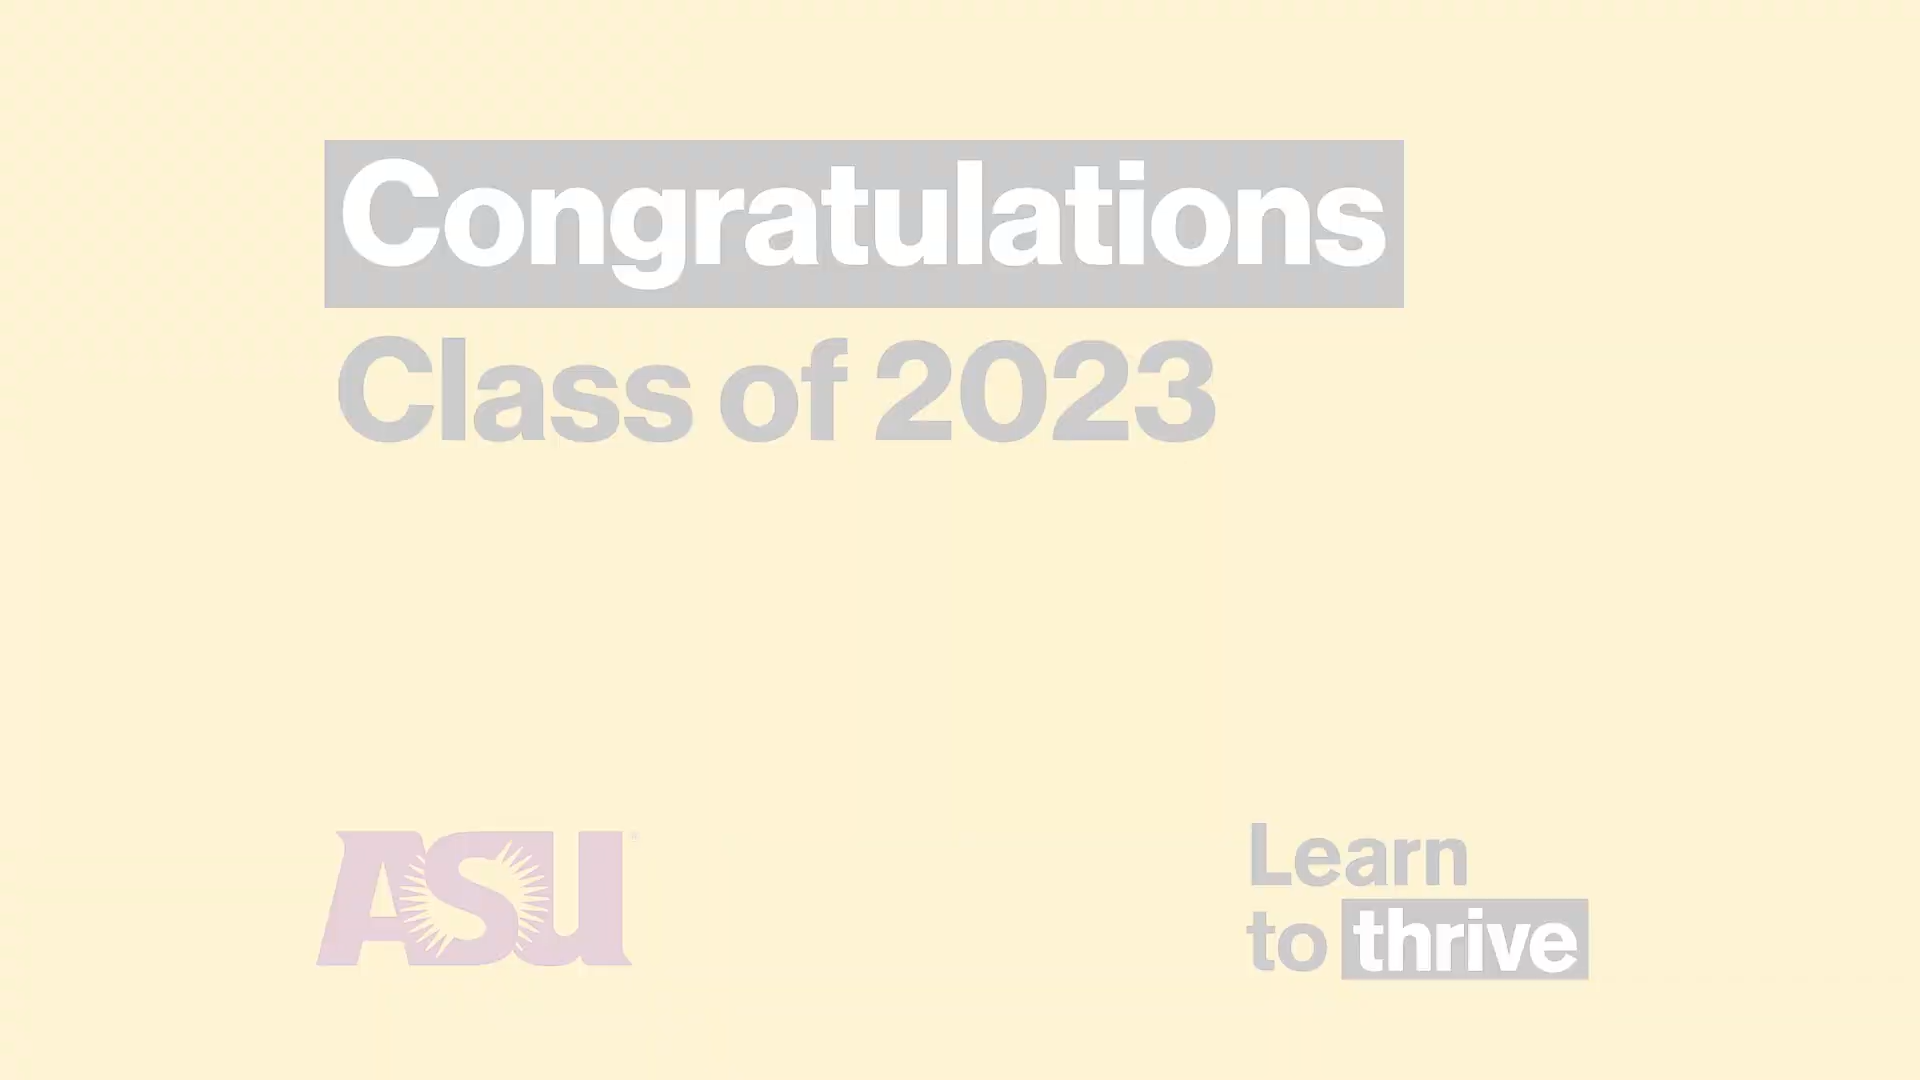 Congratulations
Class of 2023
ASU
Learn
to thrive